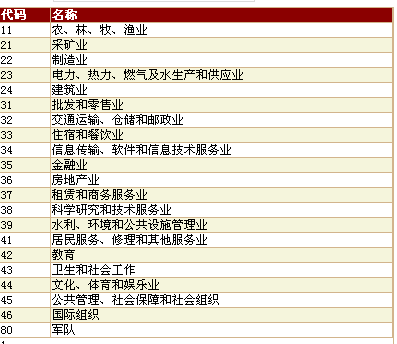 代码 名称
11 农、林、牧、渔业
21 采矿业
22 制造业
23 电力、热力、燃气及水生产和供应业
24 建筑业
31 批发和零售业
32 交通运输、仓储和邮政业
33 住宿和餐饮业
34 信息传输、软件和信息技术服务业
35 金融业
36 房地产业
37 租赁和商务服务业
38 科学研究和技术服务业
39 水利、环境和公共设施管理业
41 居民服务、修理和其他服务业
42 教育
43 卫生和社会工作
44 文化、体育和娱乐业
45 公共管理、社会保障和社会组织
46 国际组织
80 军队